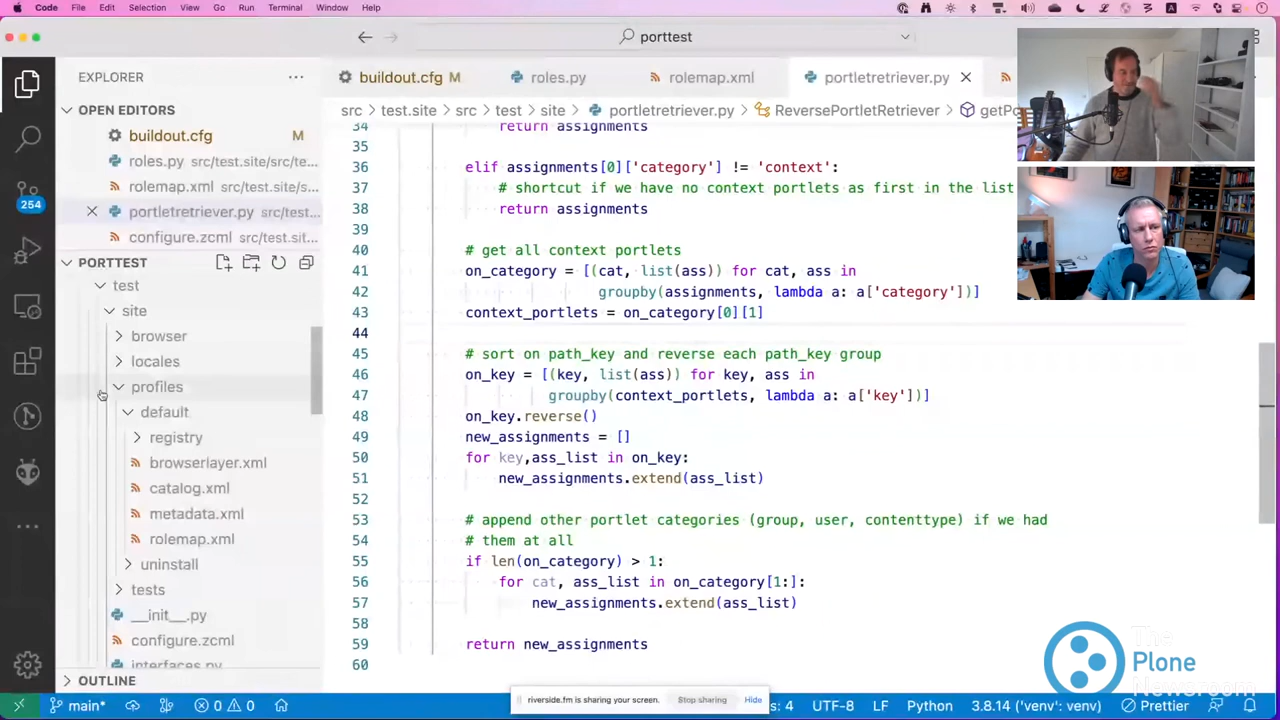 Code File Edit Selection View Go Run Terminal Window Help
porttest
EXPLORER
buildout.cfg M
roles.py
rolemap.xml
portletretriever.py
OPEN EDITORS
buildout.cfg M
roles.py src/test.site/src/te...
rolemap.xml src/test.site/s...
portletretriever.py src/test...
configure.zcml src/test.sit...
254
PORTTEST
test
site
browser
locales
profiles
default
registry
browserlayer.xml
catalog.xml
metadata.xml
rolemap.xml
uninstall
tests
__init__.py
configure.zcml
interfaces.py
OUTLINE
src > test.site > src > test > site > portletretriever.py > ReversePortletRetriever > getPo
34 return assignments
35
36 elif assignments[0]['category'] != 'context':
37 # shortcut if we have no context portlets as first in the list
38 return assignments
39
40 # get all context portlets
41 on_category = [(cat, list(ass)) for cat, ass in
42 groupby(assignments, lambda a: a['category'])]
43 context_portlets = on_category[0][1]
44
45 # sort on path_key and reverse each path_key group
46 on_key = [(key, list(ass)) for key, ass in
47 groupby(context_portlets, lambda a: a['key'])]
48 on_key.reverse()
49 new_assignments = []
50 for key,ass_list in on_key:
51 new_assignments.extend(ass_list)
52
53 # append other portlet categories (group, user, contenttype) if we had
54 # them at all
55 if len(on_category) > 1:
56 for cat, ass_list in on_category[1:]:
57 new_assignments.extend(ass_list)
58
59 return new_assignments
60
The
Plone
Newsroom
riverside.fm is sharing your screen. Stop sharing Hide
main* 0 0 s: 4 UTF-8 LF Python 3.8.14 ('venv': venv) Prettier